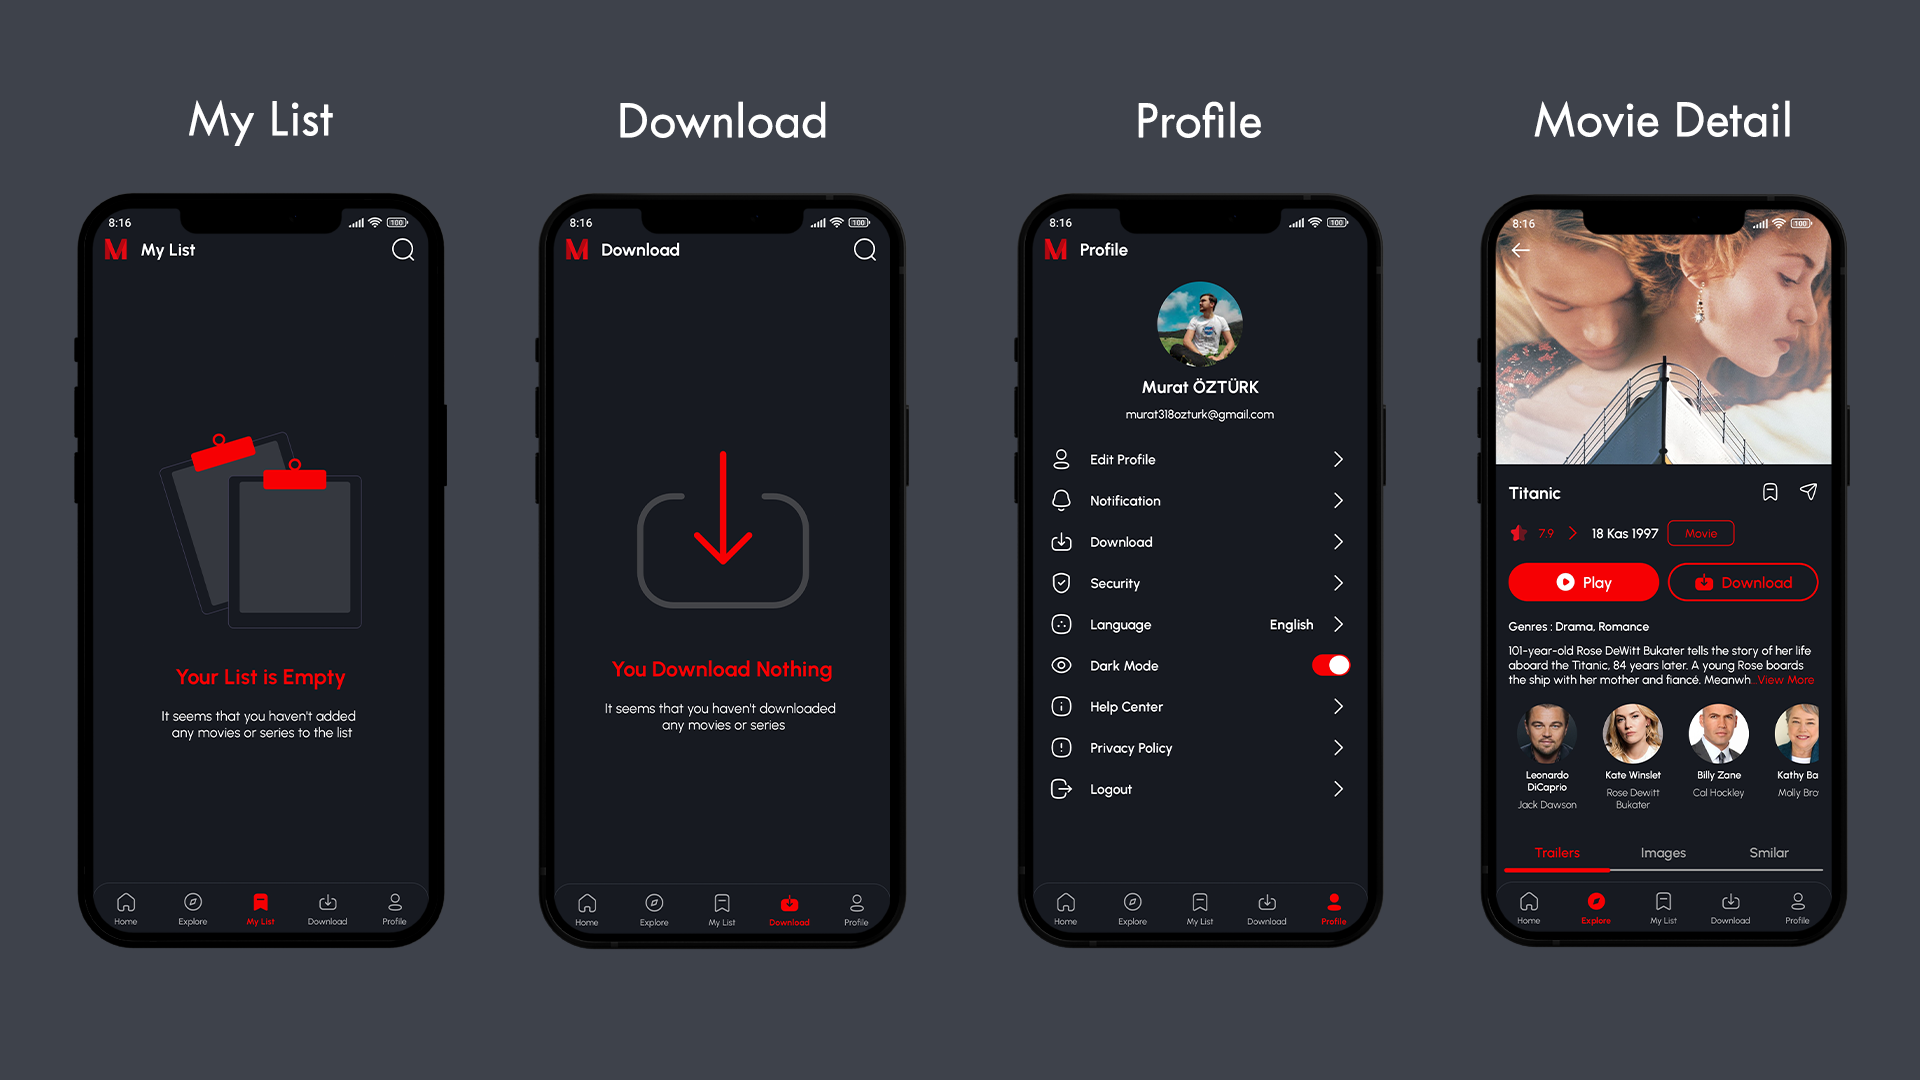 My List
Download
Profile
Movie Detail
8:16
100
M My List
Your List is Empty
It seems that you haven't added
any movies or series to the list
Home
Explore
My List
Download
Profile
8:16
100
M Download
You Download Nothing
It seems that you haven't downloaded
any movies or series
Home
Explore
My List
Download
Profile
8:16
100
M Profile
Murat ÖZTÜRK
murat318ozturk@gmail.com
Edit Profile
Notification
Download
Security
Language English
Dark Mode
Help Center
Privacy Policy
Logout
Home
Explore
My List
Download
Profile
8:16
100
Titanic
7.9 18 Kas 1997 Movie
Play
Download
Genres : Drama, Romance
101-year-old Rose DeWitt Bukater tells the story of her life
aboard the Titanic, 84 years later. A young Rose boards
the ship with her mother and fiancé. Meanwh...View More
Leonardo
DiCaprio
Jack Dawson
Kate Winslet
Rose Dewitt
Bukater
Billy Zane
Cal Hockley
Kathy Ba
Molly Bro
Trailers
Images
Smilar
Home
Explore
My List
Download
Profile